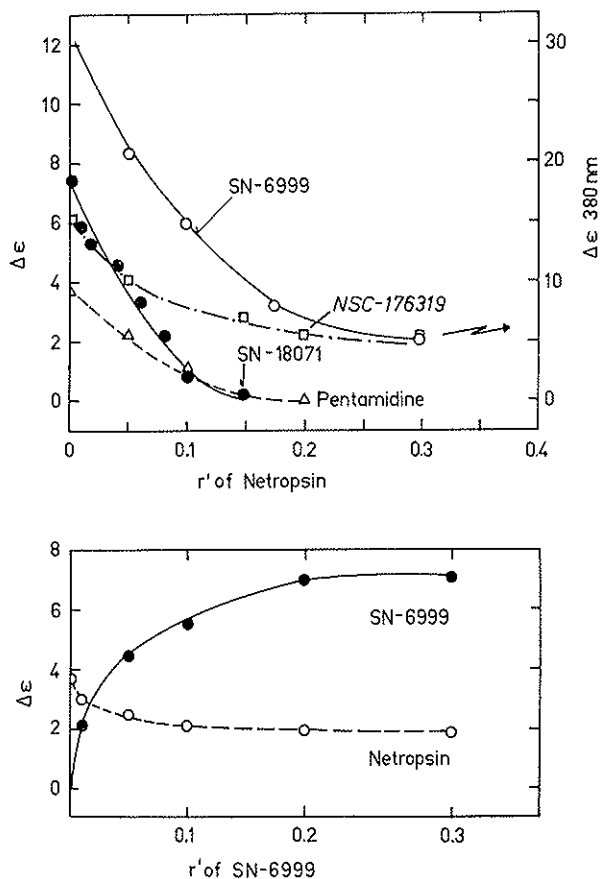 12
10
8
6
4
2
0
Δε
30
20
10
0
Δε 380 nm
SN-6999
NSC-176319
SN-18071
Pentamidine
0 0.1 0.2 0.3 0.4
r' of Netropsin
8
6
4
2
0
Δε
SN-6999
Netropsin
0.1 0.2 0.3
r' of SN-6999